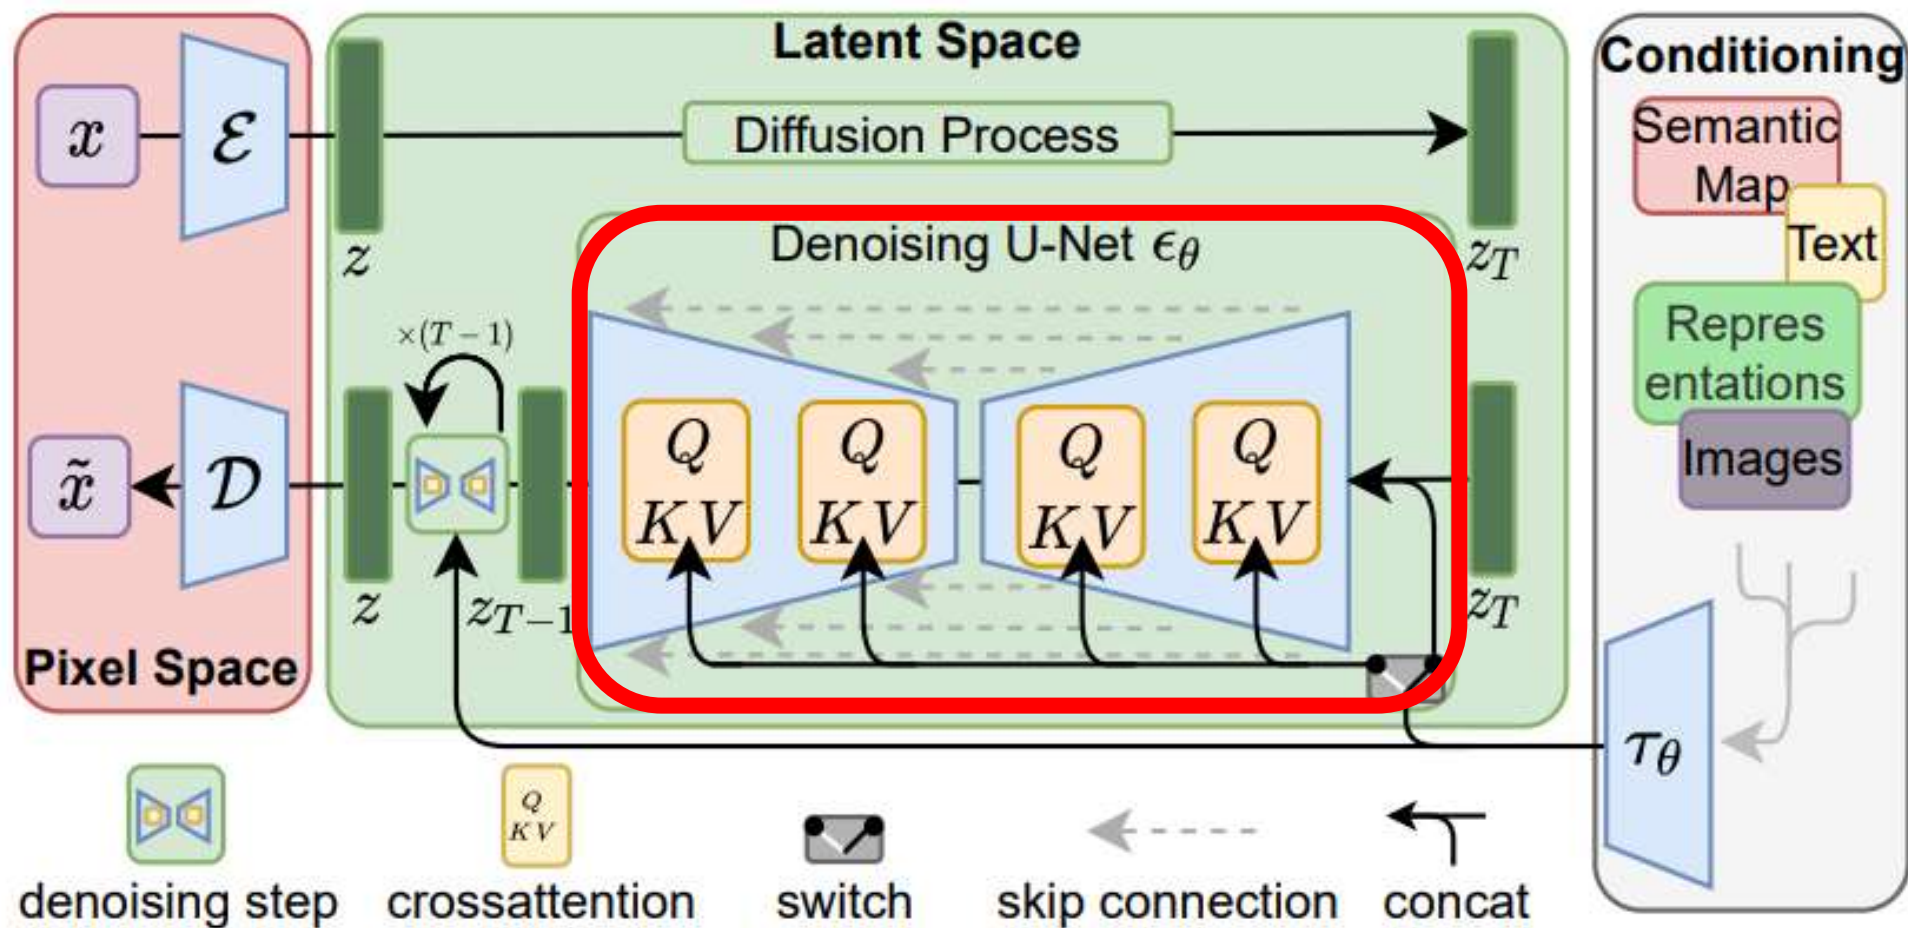 Latent Space
Conditioning
x
ℰ
Diffusion Process
Semantic
Map
Text
z
Denoising U-Net ϵθ
zT
Repres
entations
Images
×(T − 1)
Q
KV
Q
KV
Q
KV
Q
KV
x̃
𝒟
z
zT−1
zT
Pixel Space
τθ
Q
KV
denoising step
crossattention
switch
skip connection
concat